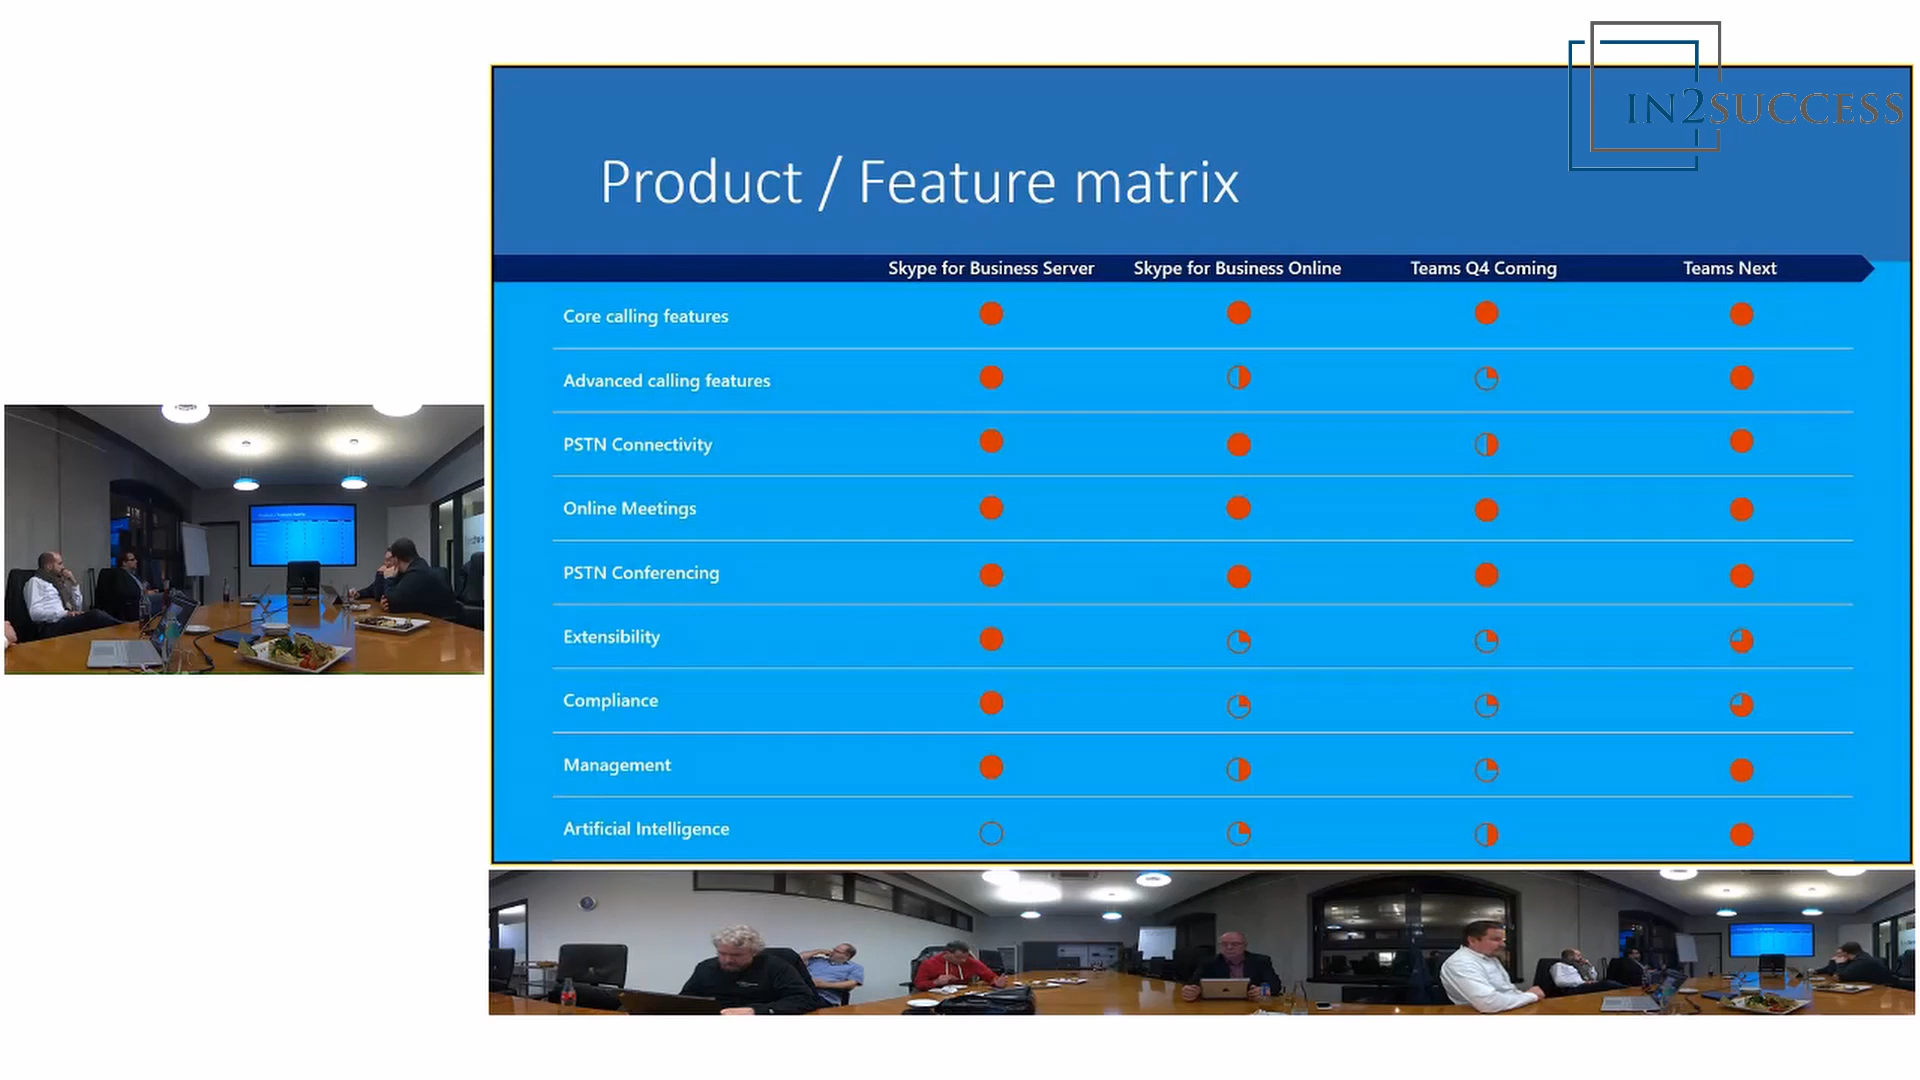 IN2SUCCESS
Product / Feature matrix
Skype for Business Server Skype for Business Online Teams Q4 Coming Teams Next
Core calling features
Advanced calling features
PSTN Connectivity
Online Meetings
PSTN Conferencing
Extensibility
Compliance
Management
Artificial Intelligence